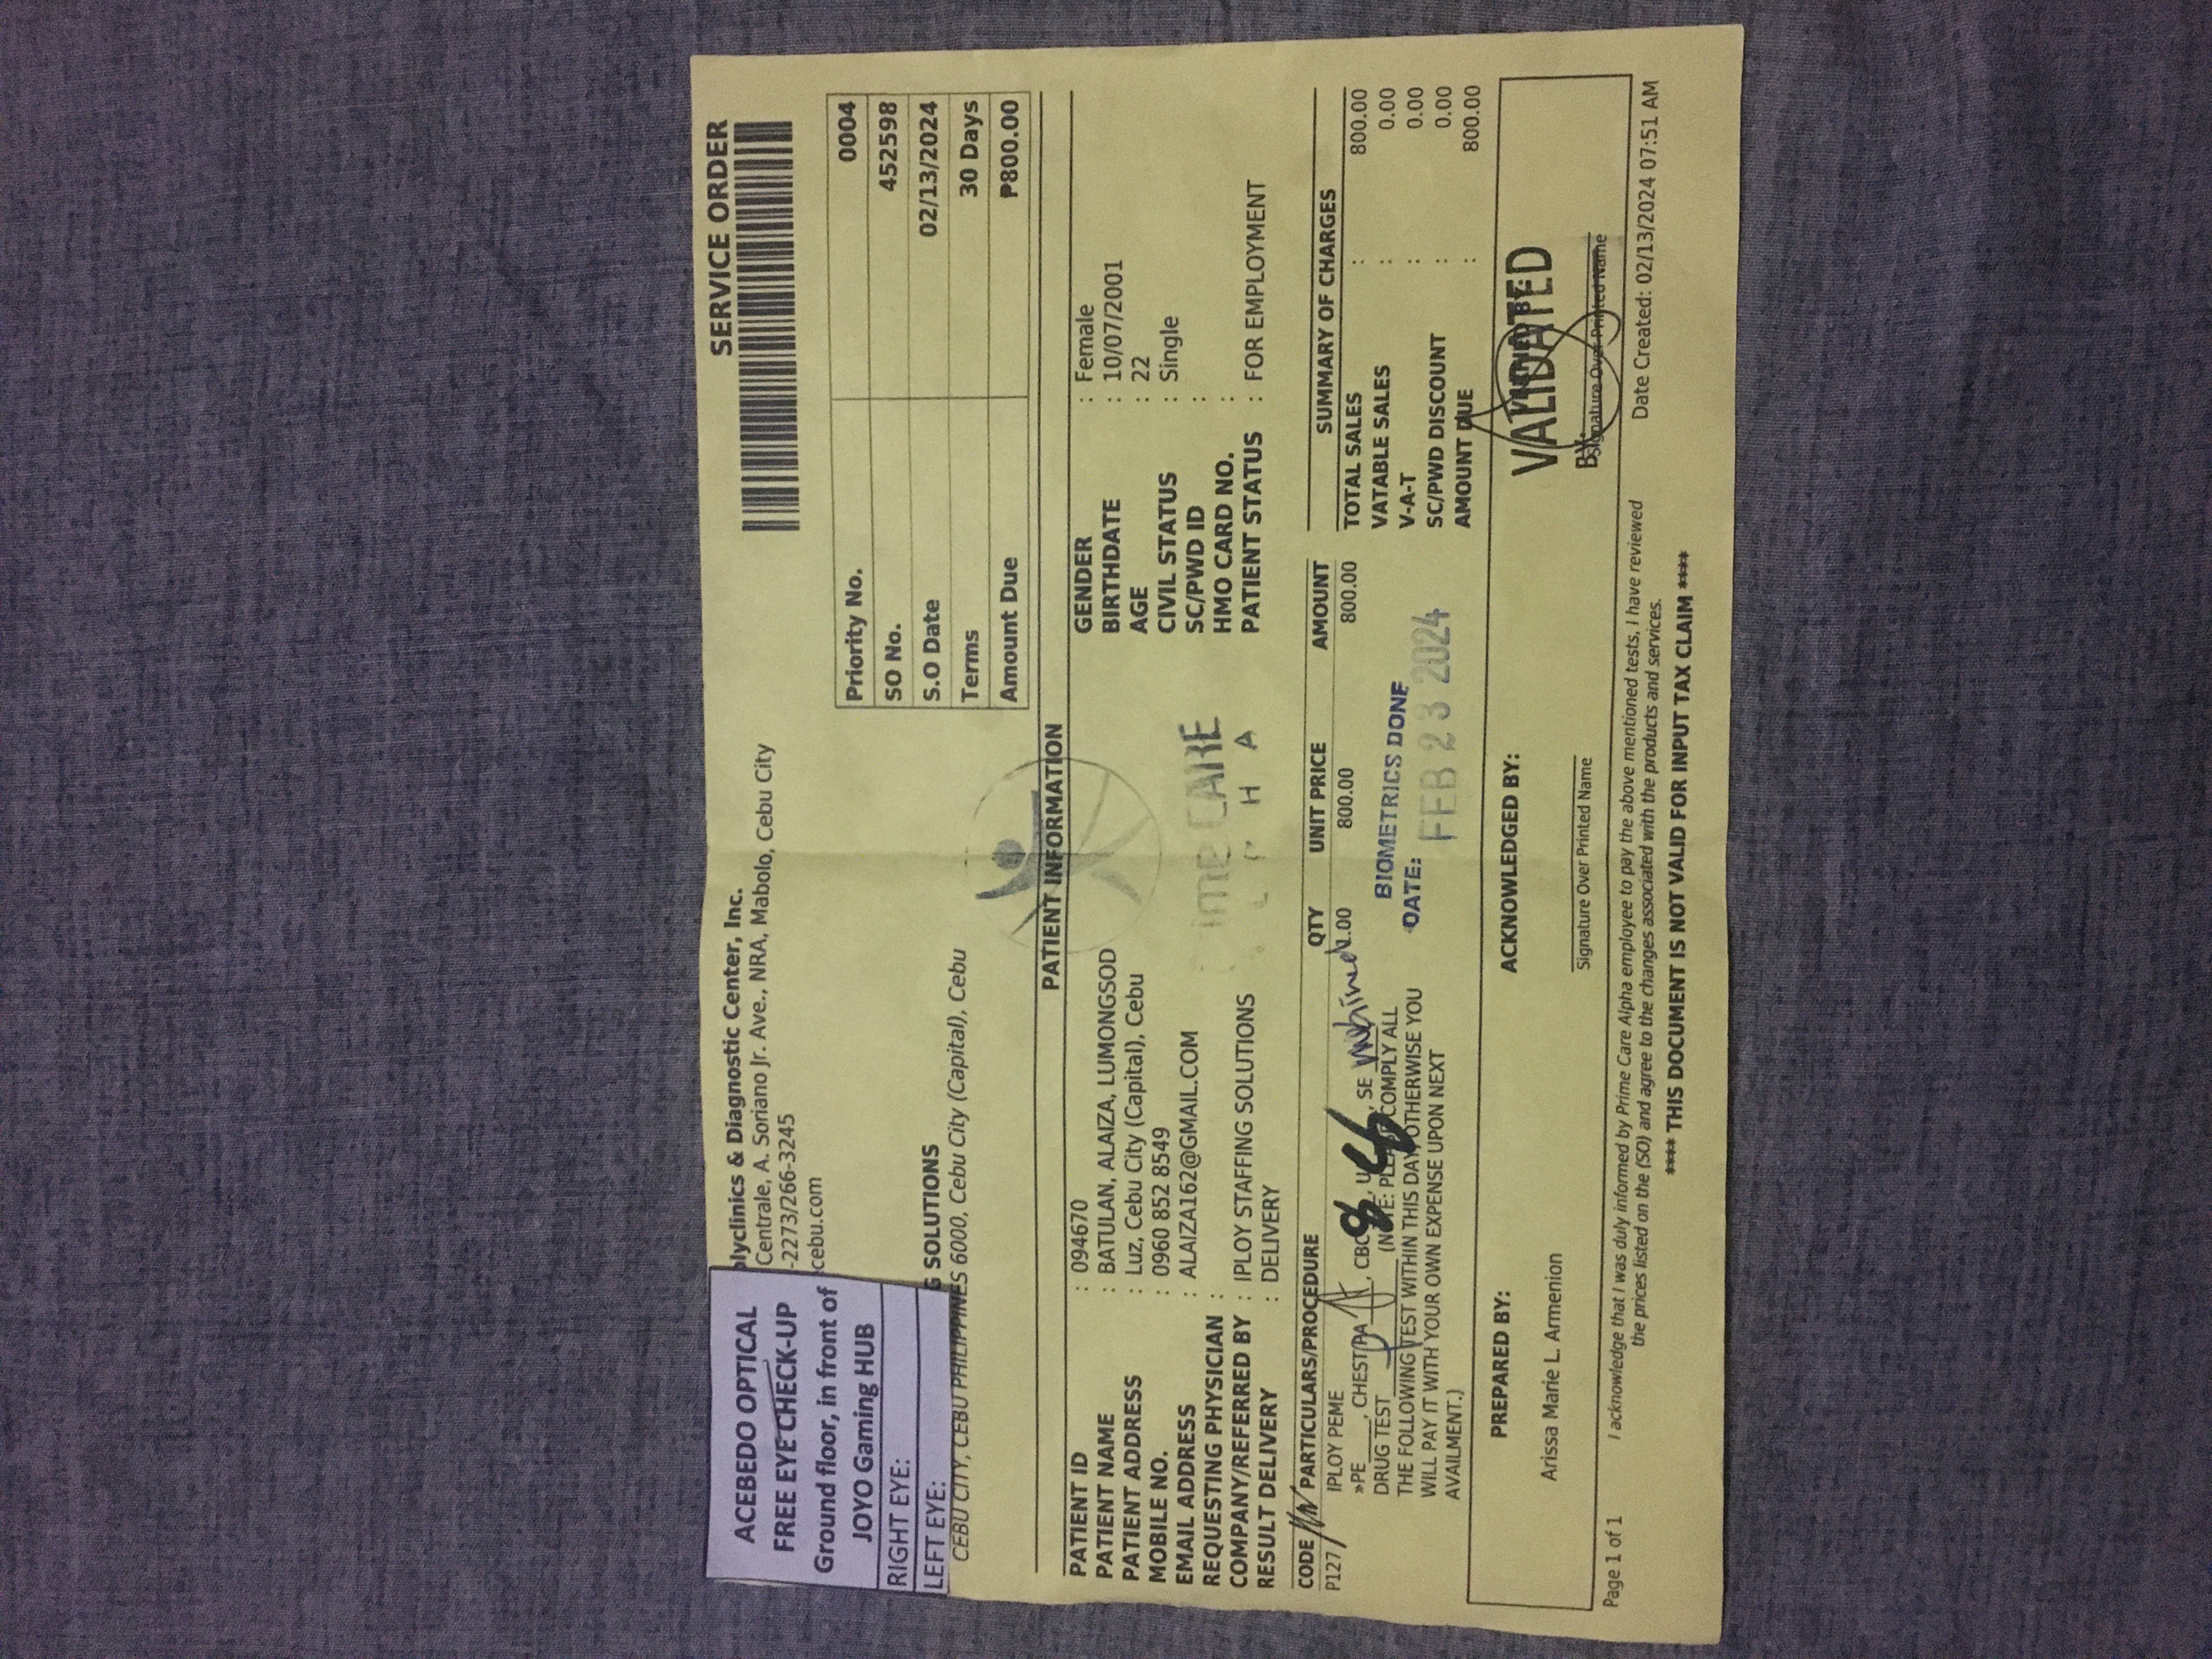 ACEBEDO OPTICAL
FREE EYE CHECK-UP
Ground floor, in front of
JOYO Gaming HUB
RIGHT EYE:
LEFT EYE:
SERVICE ORDER
olyclinics & Diagnostic Center, Inc.
Centrale, A. Soriano Jr. Ave., NRA, Mabolo, Cebu City
-2273/266-3245
cebu.com
Priority No. 0004
SO No. 452598
S.O Date 02/13/2024
Terms 30 Days
Amount Due ₱800.00
G SOLUTIONS
CEBU CITY, CEBU PHILIPPINES 6000, Cebu City (Capital), Cebu
PATIENT INFORMATION
PATIENT ID : 094670 GENDER : Female
PATIENT NAME : BATULAN, ALAIZA, LUMONGSOD BIRTHDATE : 10/07/2001
PATIENT ADDRESS : Luz, Cebu City (Capital), Cebu AGE : 22
MOBILE NO. : 0960 852 8549 CIVIL STATUS : Single
EMAIL ADDRESS : ALAIZA162@GMAIL.COM SC/PWD ID :
REQUESTING PHYSICIAN : HMO CARD NO. :
COMPANY/REFERRED BY : IPLOY STAFFING SOLUTIONS PATIENT STATUS : FOR EMPLOYMENT
RESULT DELIVERY : DELIVERY
CARE
H A
CODE PARTICULARS/PROCEDURE QTY UNIT PRICE AMOUNT SUMMARY OF CHARGES
P127 IPLOY PEME 1.00 800.00 800.00 TOTAL SALES : 800.00
»PE____, CHEST PA____, CBC____, U____, SE VATABLE SALES : 0.00
DRUG TEST (NOTE: PLEASE COMPLY ALL V-A-T : 0.00
THE FOLLOWING TEST WITHIN THIS DAY, OTHERWISE YOU SC/PWD DISCOUNT : 0.00
WILL PAY IT WITH YOUR OWN EXPENSE UPON NEXT AMOUNT DUE : 800.00
AVAILMENT.)
BIOMETRICS DONE
DATE: FEB 23 2024
PREPARED BY: ACKNOWLEDGED BY:
VALIDATED
BY:
Arissa Marie L. Armenion
Signature Over Printed Name Signature Over Printed Name
Page 1 of 1 I acknowledge that I was duly informed by Prime Care Alpha employee to pay the above mentioned tests, I have reviewed Date Created: 02/13/2024 07:51 AM
the prices listed on the (SO) and agree to the changes associated with the products and services.
**** THIS DOCUMENT IS NOT VALID FOR INPUT TAX CLAIM ****